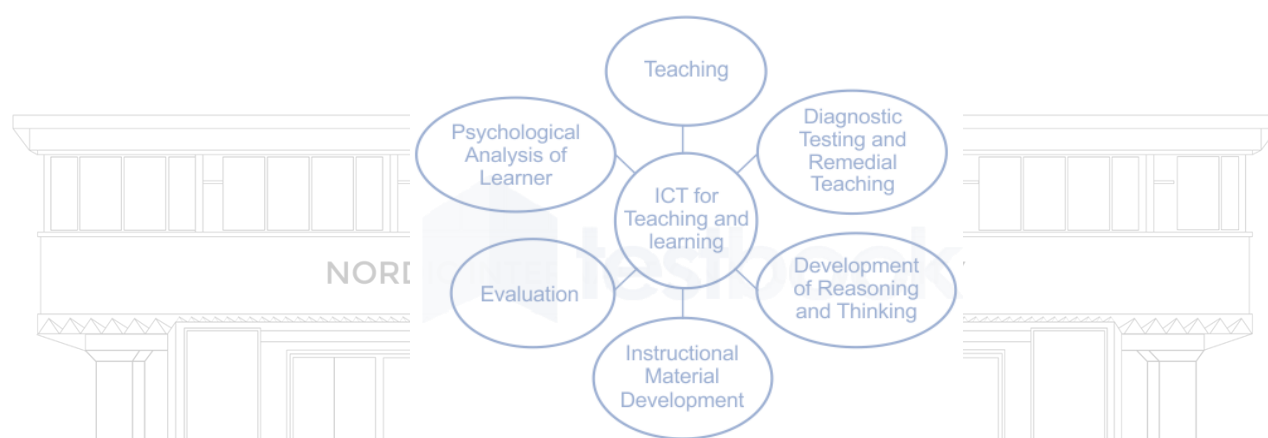 Teaching
Psychological
Analysis of
Learner
Diagnostic
Testing and
Remedial
Teaching
ICT for
Teaching and
learning
Evaluation
Development
of Reasoning
and Thinking
Instructional
Material
Development
NORD
testbook